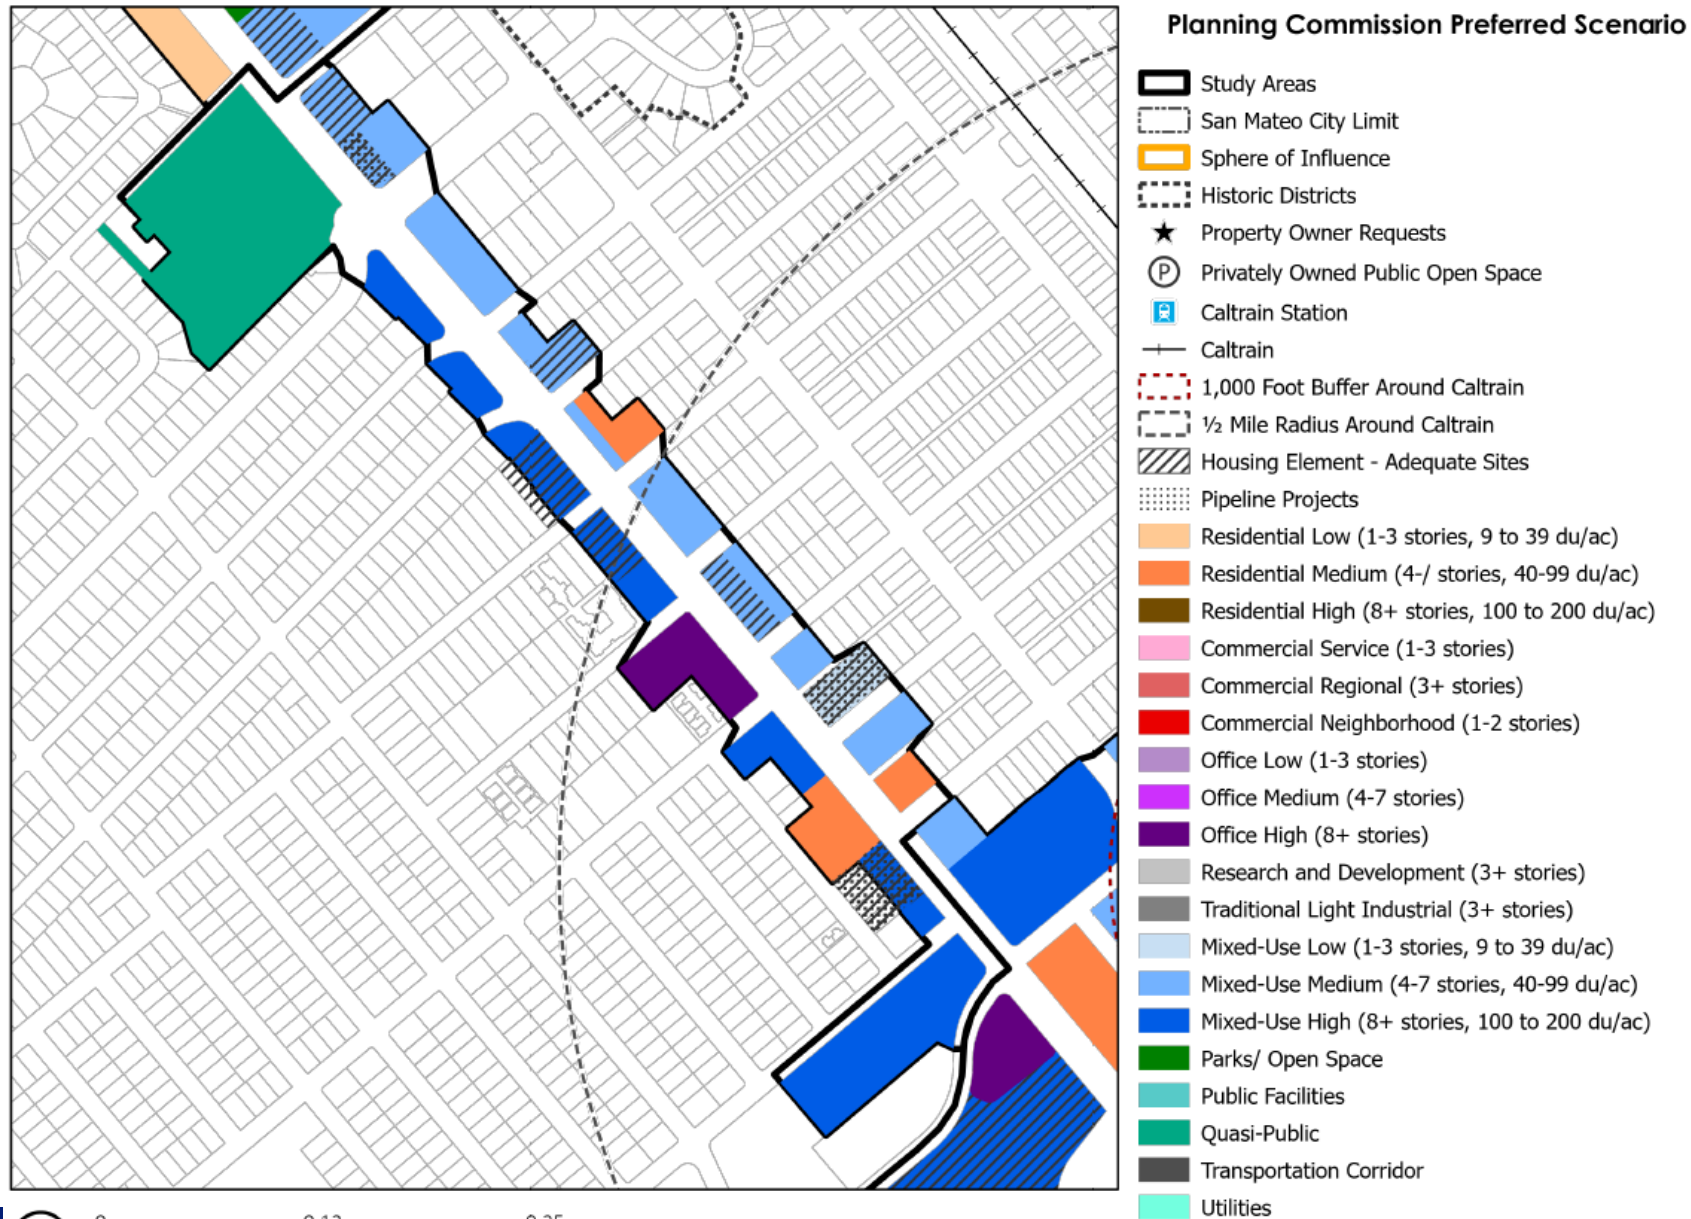 Planning Commission Preferred Scenario
Study Areas
San Mateo City Limit
Sphere of Influence
Historic Districts
Property Owner Requests
P
Privately Owned Public Open Space
Caltrain Station
Caltrain
1,000 Foot Buffer Around Caltrain
½ Mile Radius Around Caltrain
Housing Element - Adequate Sites
Pipeline Projects
Residential Low (1-3 stories, 9 to 39 du/ac)
Residential Medium (4-/ stories, 40-99 du/ac)
Residential High (8+ stories, 100 to 200 du/ac)
Commercial Service (1-3 stories)
Commercial Regional (3+ stories)
Commercial Neighborhood (1-2 stories)
Office Low (1-3 stories)
Office Medium (4-7 stories)
Office High (8+ stories)
Research and Development (3+ stories)
Traditional Light Industrial (3+ stories)
Mixed-Use Low (1-3 stories, 9 to 39 du/ac)
Mixed-Use Medium (4-7 stories, 40-99 du/ac)
Mixed-Use High (8+ stories, 100 to 200 du/ac)
Parks/ Open Space
Public Facilities
Quasi-Public
Transportation Corridor
Utilities